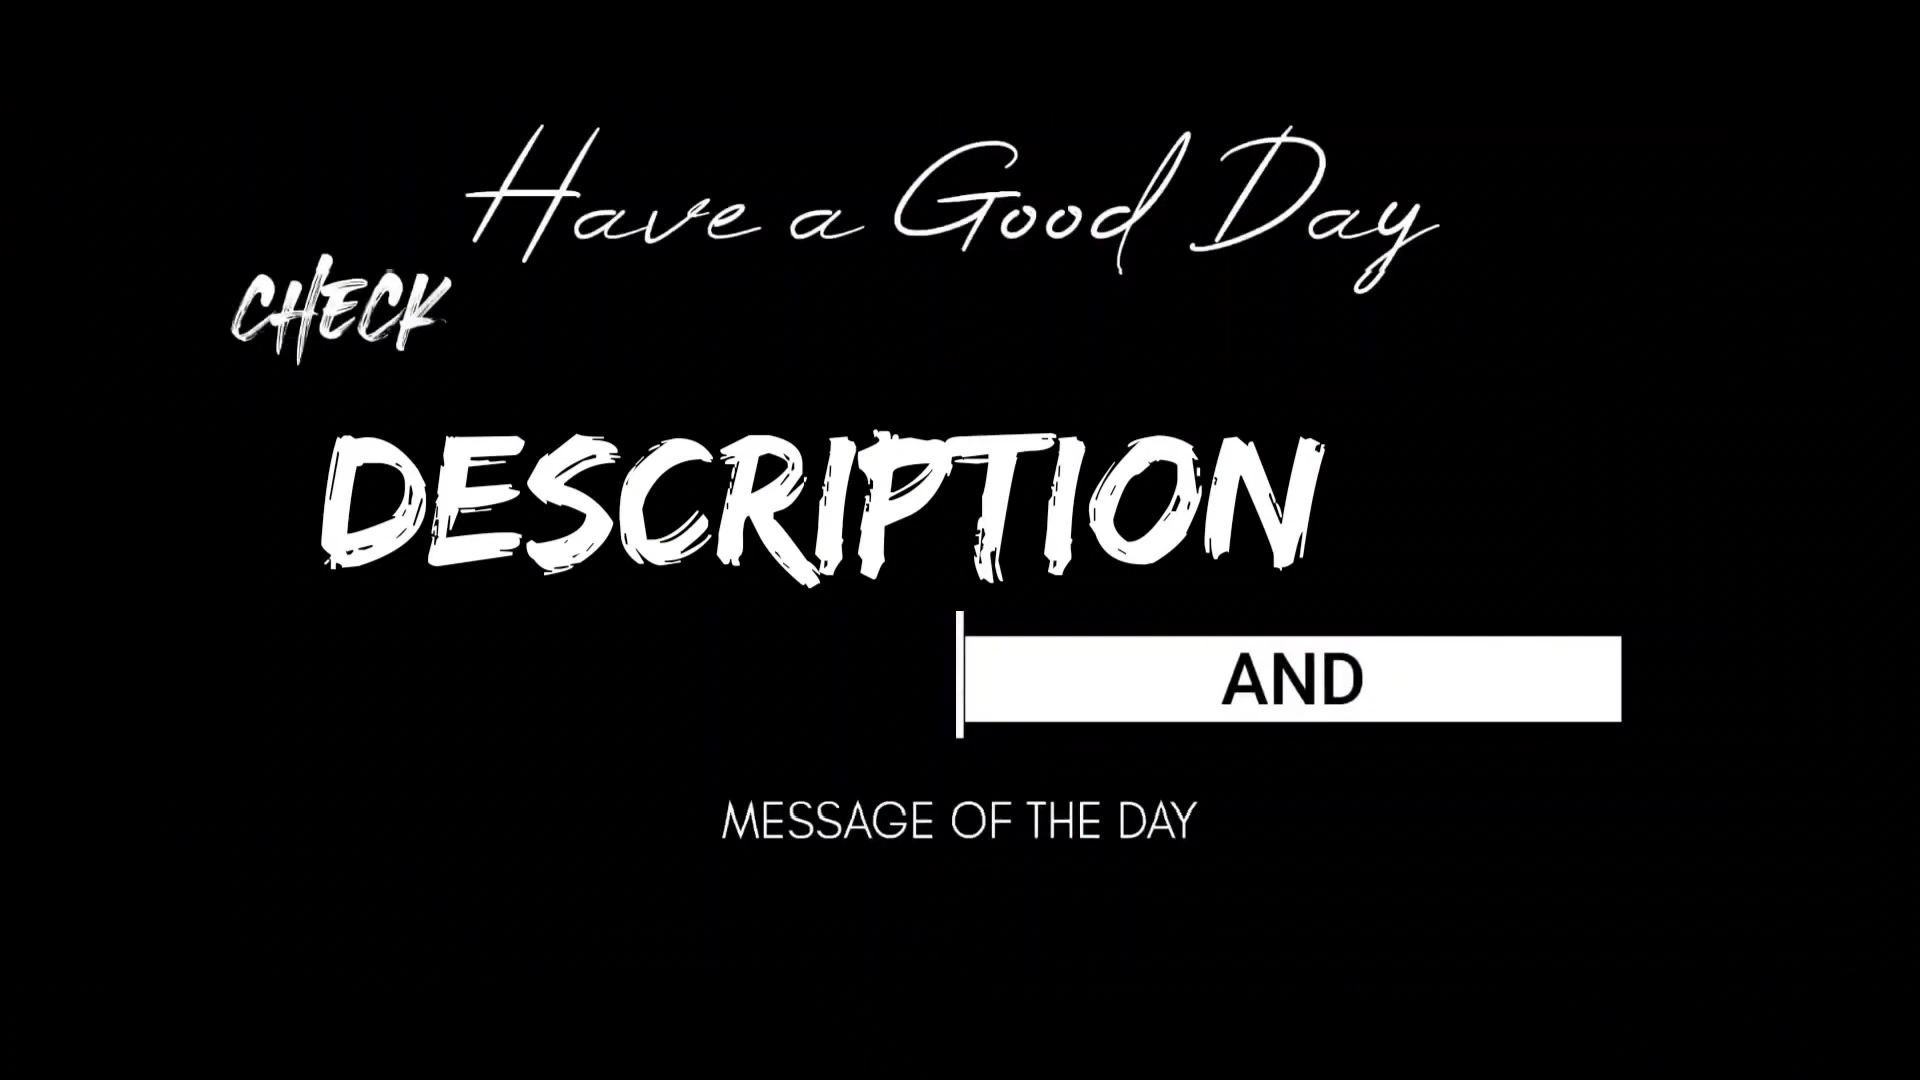 Have a Good Day
CHECK
DESCRIPTION
AND
MESSAGE OF THE DAY